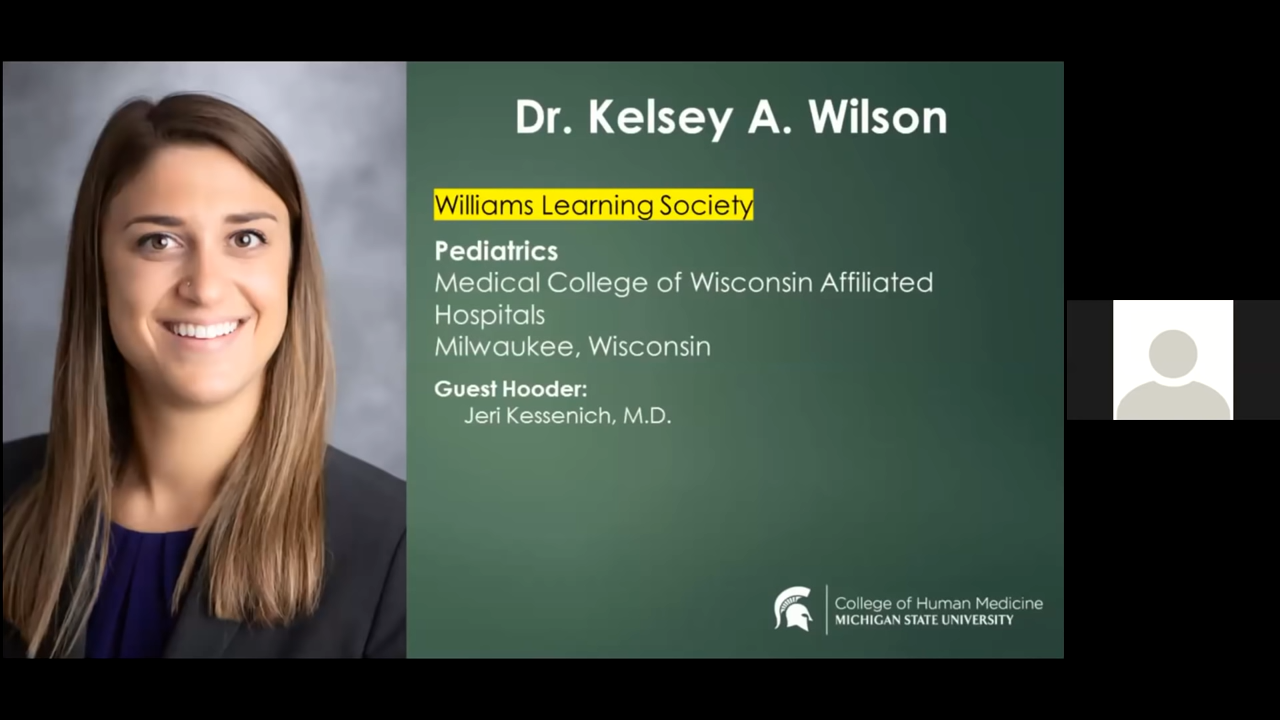 Dr. Kelsey A. Wilson
Williams Learning Society
Pediatrics
Medical College of Wisconsin Affiliated
Hospitals
Milwaukee, Wisconsin
Guest Hooder:
Jeri Kessenich, M.D.
College of Human Medicine
MICHIGAN STATE UNIVERSITY